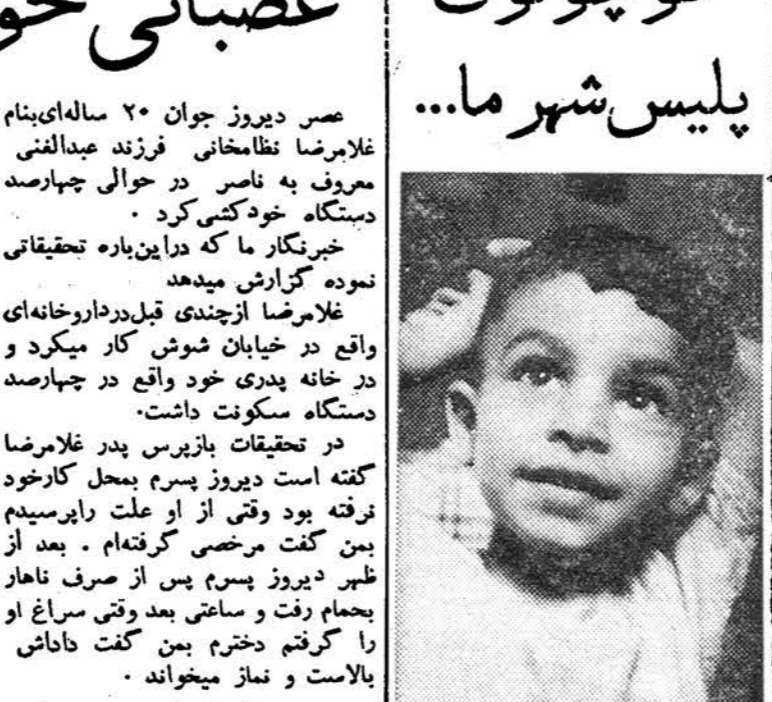 پلیس شهر ما...
عصبانی
عصر دیروز جوان ۲۰ ساله‌ای بنام
غلامرضا نظامخانی فرزند عبدالغنی
معروف به ناصر در حوالی چهارصد
دستگاه خودکشی کرد .
خبرنگار ما که دراین‌باره تحقیقاتی
نموده گزارش میدهد
غلامرضا ازچندی قبل‌درداروخانه‌ای
واقع در خیابان شوش کار میکرد و
در خانه پدری خود واقع در چهارصد
دستگاه سکونت داشت.
در تحقیقات بازپرس پدر غلامرضا
گفته است دیروز پسرم بمحل کارخود
نرفته بود وقتی از او علت راپرسیدم
بمن گفت مرخصی گرفته‌ام . بعد از
ظهر دیروز پسرم پس از صرف ناهار
بحمام رفت و ساعتی بعد وقتی سراغ او
را گرفتم دخترم بمن گفت داداش
بالاست و نماز میخواند .